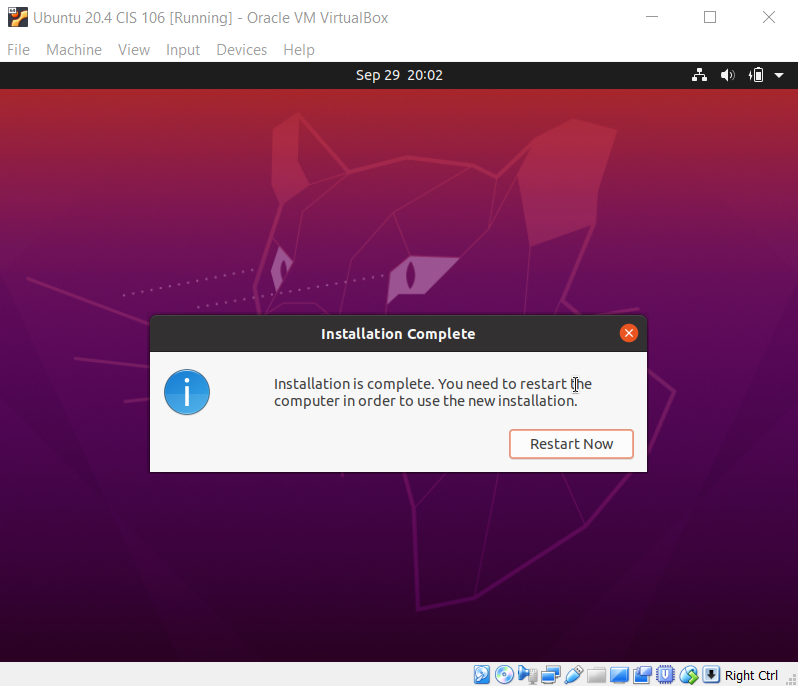 Ubuntu 20.4 CIS 106 [Running] - Oracle VM VirtualBox
File Machine View Input Devices Help
Sep 29 20:02
Installation Complete
Installation is complete. You need to restart the
computer in order to use the new installation.
Restart Now
Right Ctrl